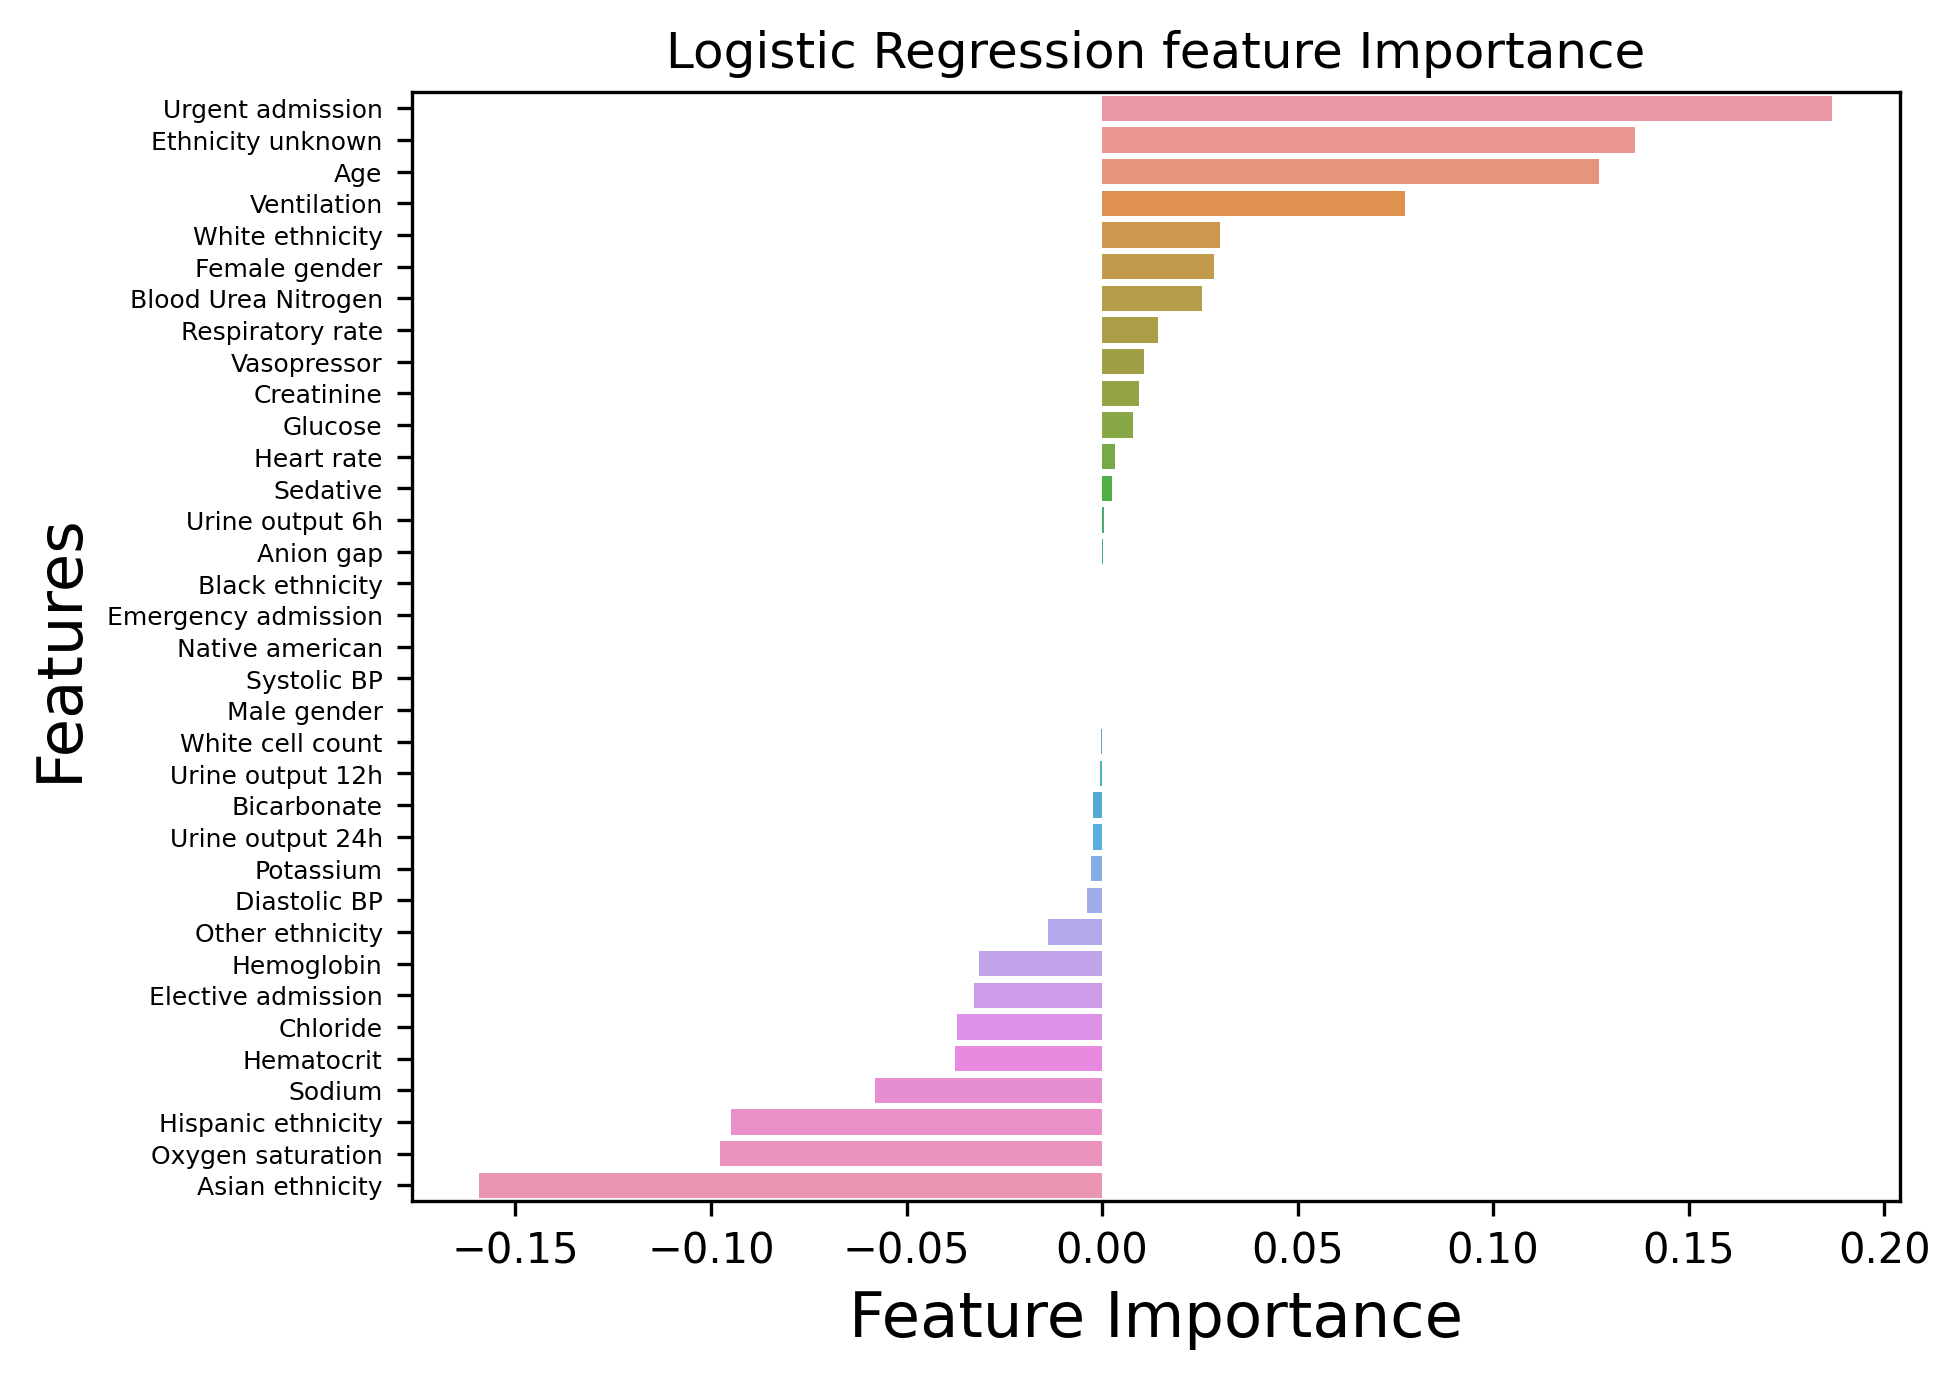 Logistic Regression feature Importance
Urgent admission
Ethnicity unknown
Age
Ventilation
White ethnicity
Female gender
Blood Urea Nitrogen
Respiratory rate
Vasopressor
Creatinine
Glucose
Heart rate
Sedative
Urine output 6h
Anion gap
Black ethnicity
Emergency admission
Native american
Systolic BP
Male gender
White cell count
Urine output 12h
Bicarbonate
Urine output 24h
Potassium
Diastolic BP
Other ethnicity
Hemoglobin
Elective admission
Chloride
Hematocrit
Sodium
Hispanic ethnicity
Oxygen saturation
Asian ethnicity
Features
−0.15 −0.10 −0.05 0.00 0.05 0.10 0.15 0.20
Feature Importance